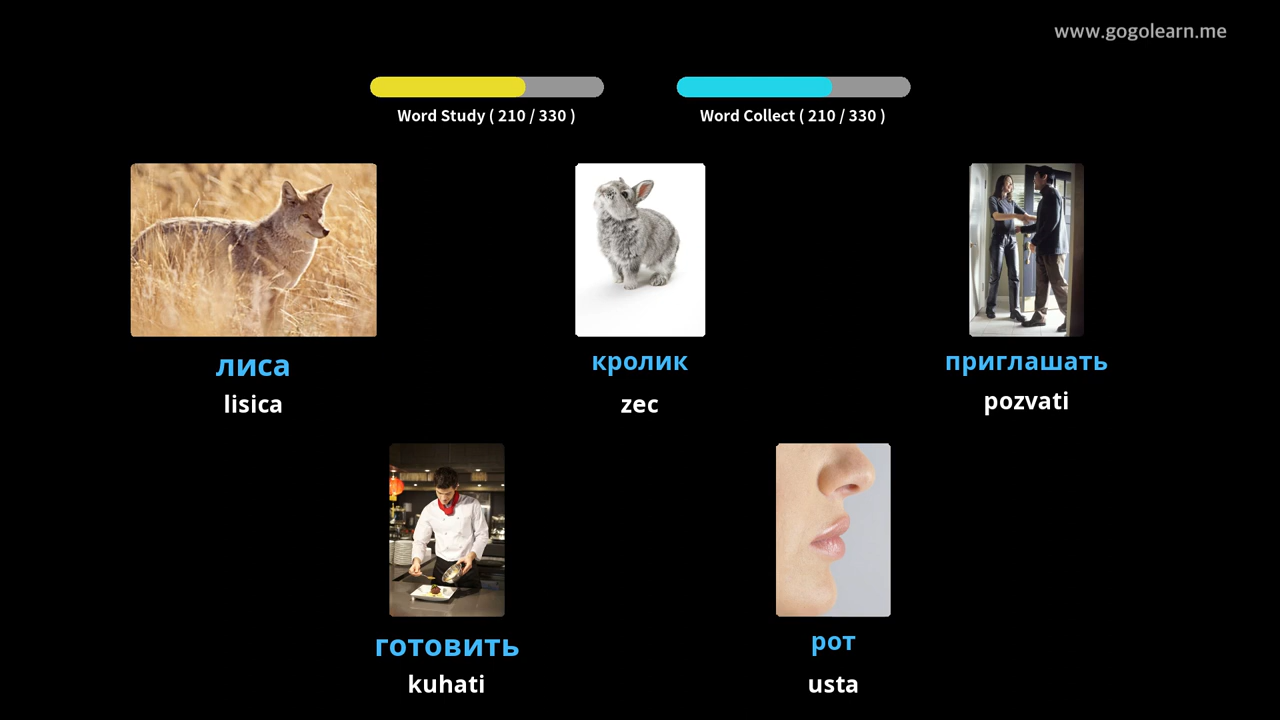 www.gogolearn.me
Word Study ( 210 / 330 )
Word Collect ( 210 / 330 )
лиса
lisica
кролик
zec
приглашать
pozvati
готовить
kuhati
рот
usta